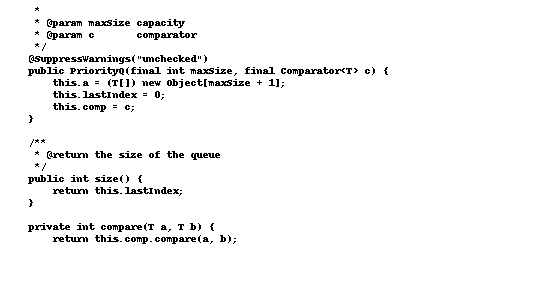 *
* @param maxSize capacity
* @param c       comparator
*/
@SuppressWarnings("unchecked")
public PriorityQ(final int maxSize, final Comparator<T> c) {
    this.a = (T[]) new Object[maxSize + 1];
    this.lastIndex = 0;
    this.comp = c;
}

/**
 * @return the size of the queue
 */
public int size() {
    return this.lastIndex;
}

private int compare(T a, T b) {
    return this.comp.compare(a, b);